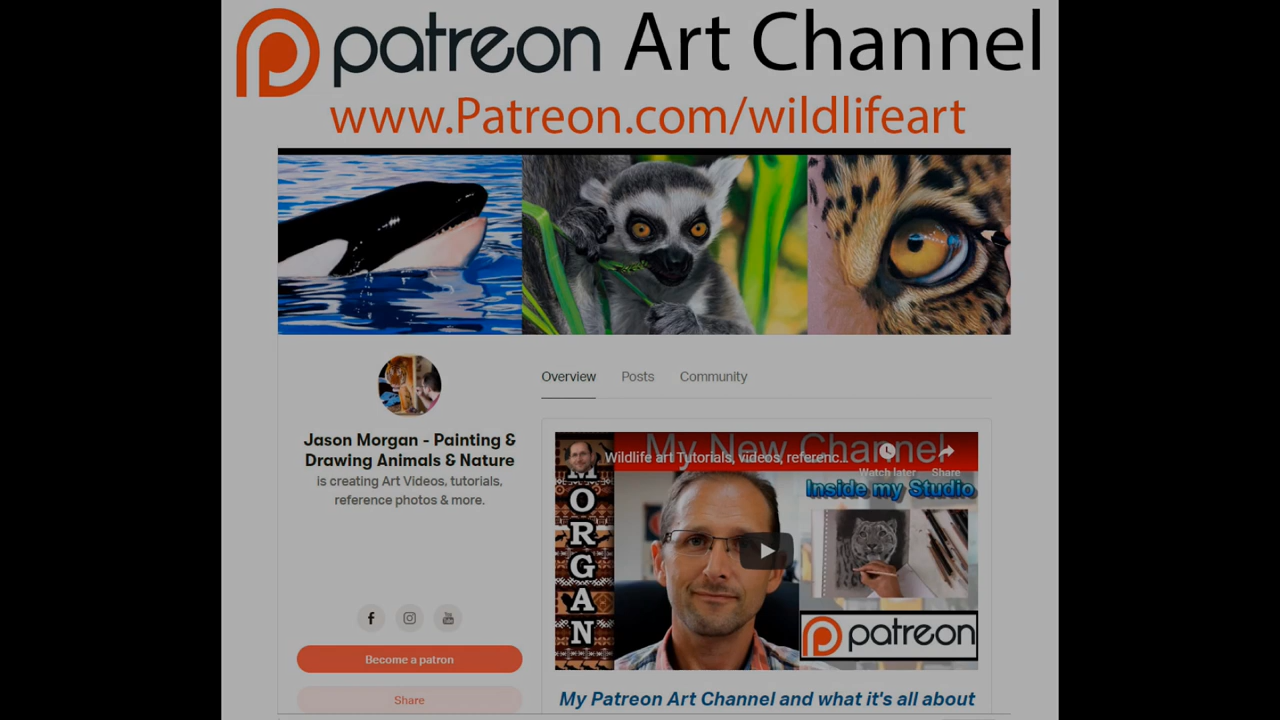 patreon Art Channel
www.Patreon.com/wildlifeart
Overview Posts Community
Jason Morgan - Painting &
Drawing Animals & Nature
is creating Art Videos, tutorials,
reference photos & more.
Become a patron
Share
My New Channel
Wildlife art Tutorials, videos, referenc...
Watch later Share
Inside my Studio
MORGAN
patreon
My Patreon Art Channel and what it's all about